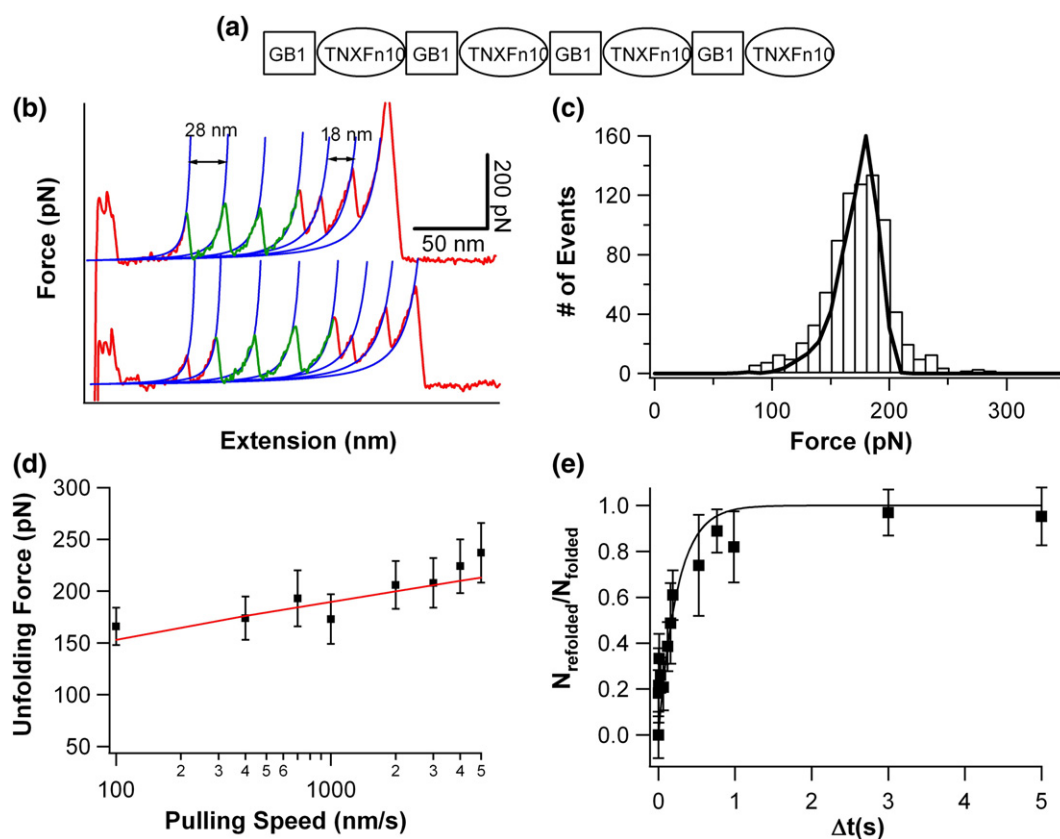 (a)
GB1 TNXFn10 GB1 TNXFn10 GB1 TNXFn10 GB1 TNXFn10
(b)
Force (pN)
28 nm
18 nm
200 pN
50 nm
Extension (nm)
(c)
# of Events
160
120
80
40
0
0 100 200 300
Force (pN)
(d)
Unfolding Force (pN)
300
250
200
150
100
50
100 2 3 4 5 6 1000 2 3 4 5
Pulling Speed (nm/s)
(e)
N_refolded/N_folded
1.0
0.8
0.6
0.4
0.2
0.0
0 1 2 3 4 5
Δt(s)